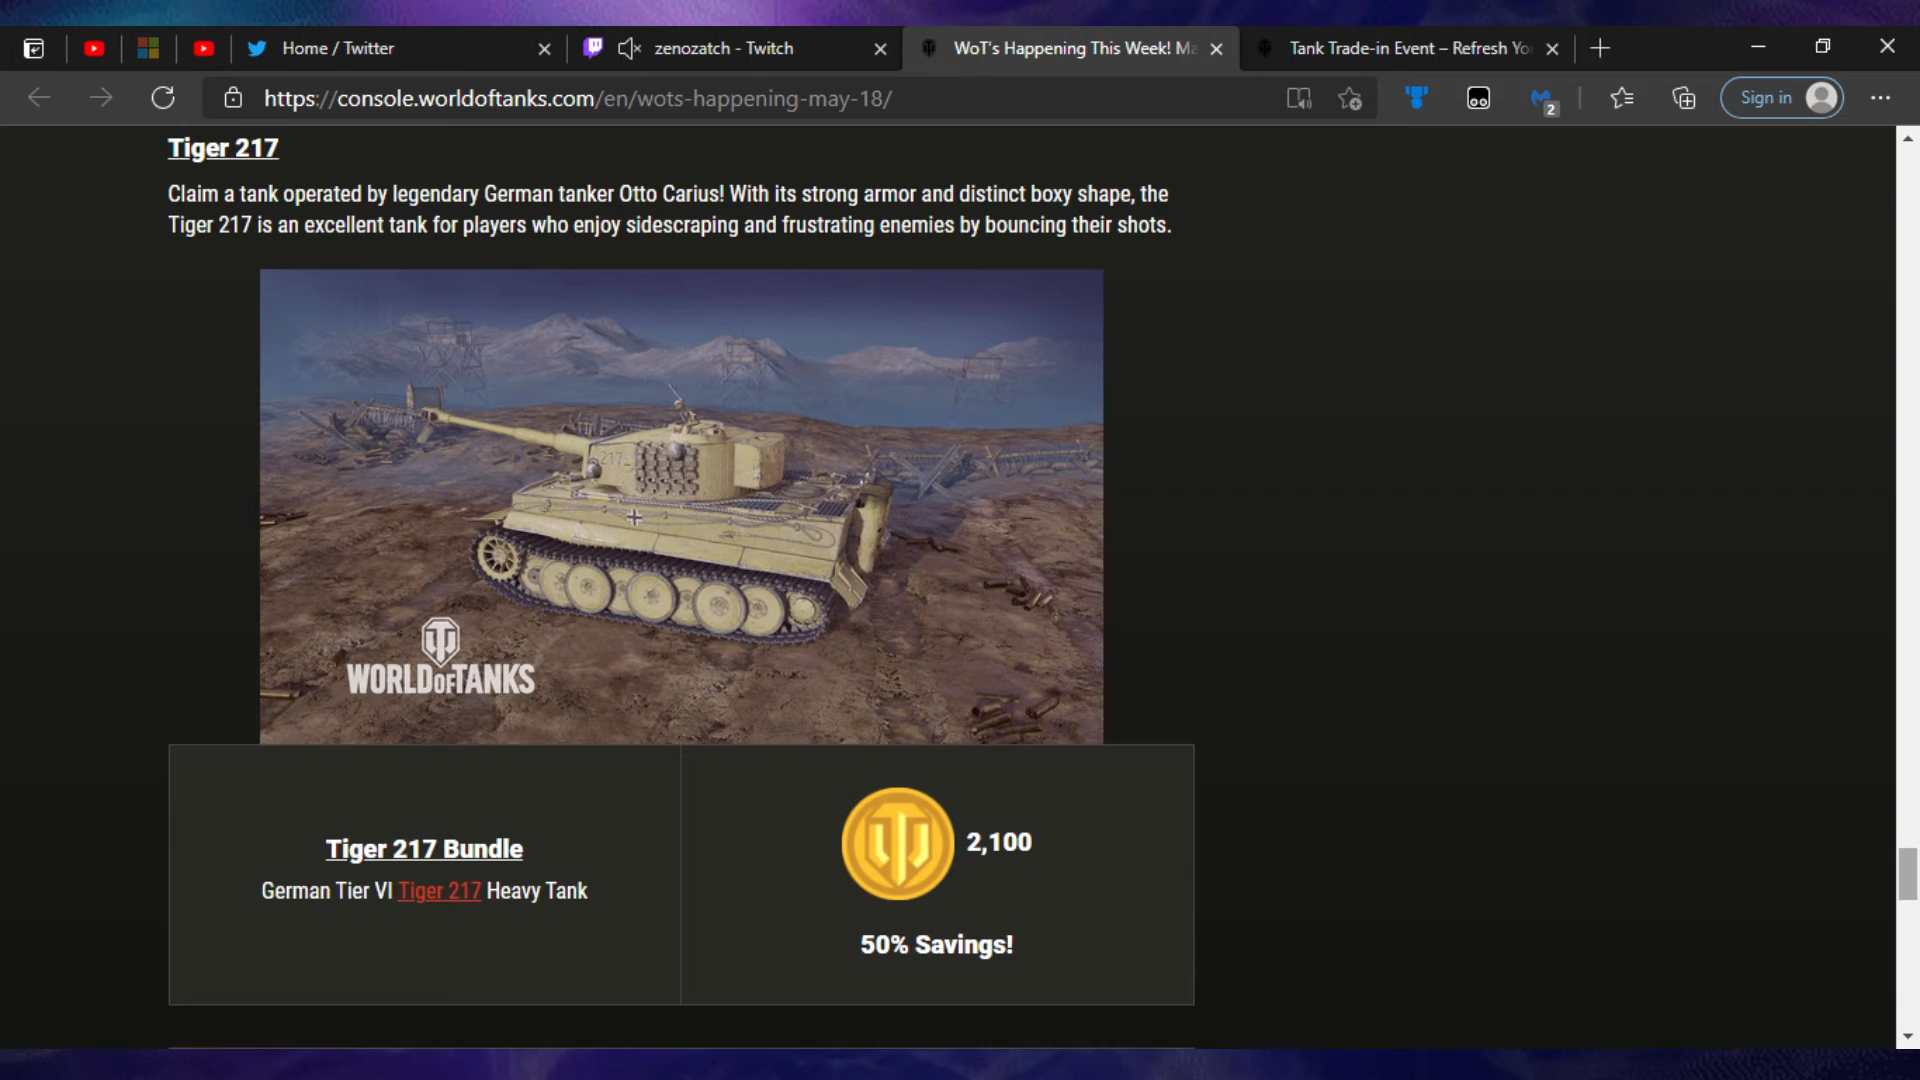 Home / Twitter
zenozatch - Twitch
WoT's Happening This Week! Ma
Tank Trade-in Event – Refresh Yo
https://console.worldoftanks.com/en/wots-happening-may-18/
2
Sign in
Tiger 217
Claim a tank operated by legendary German tanker Otto Carius! With its strong armor and distinct boxy shape, the
Tiger 217 is an excellent tank for players who enjoy sidescraping and frustrating enemies by bouncing their shots.
217
WORLD OF TANKS
Tiger 217 Bundle
German Tier VI Tiger 217 Heavy Tank
2,100
50% Savings!